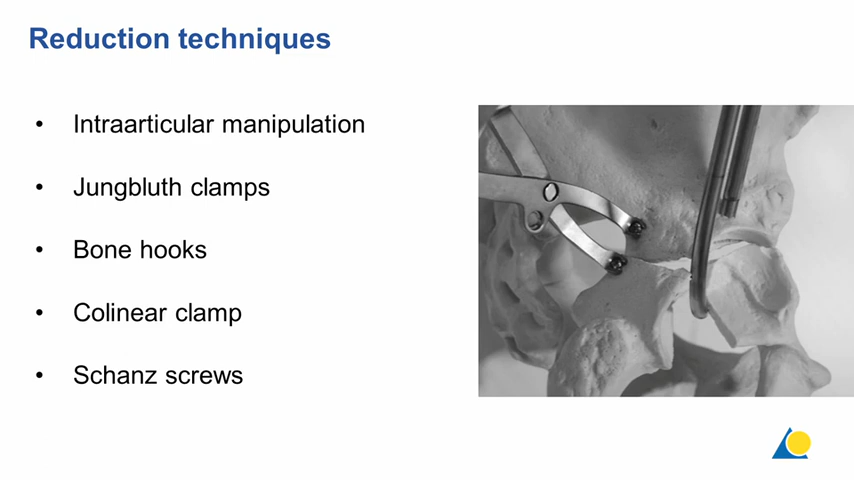 Reduction techniques
• Intraarticular manipulation
• Jungbluth clamps
• Bone hooks
• Colinear clamp
• Schanz screws